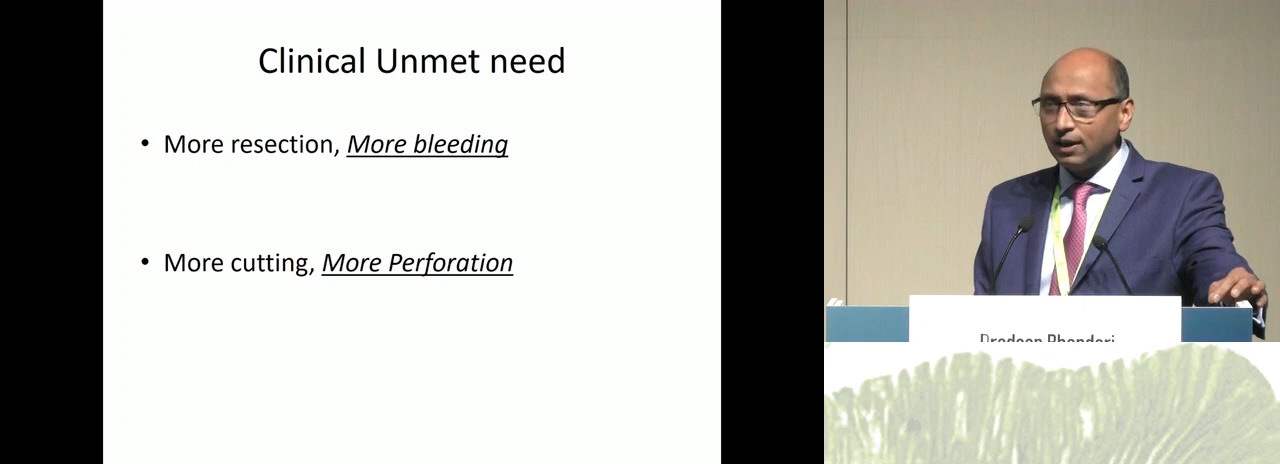 Clinical Unmet need
• More resection, More bleeding
• More cutting, More Perforation